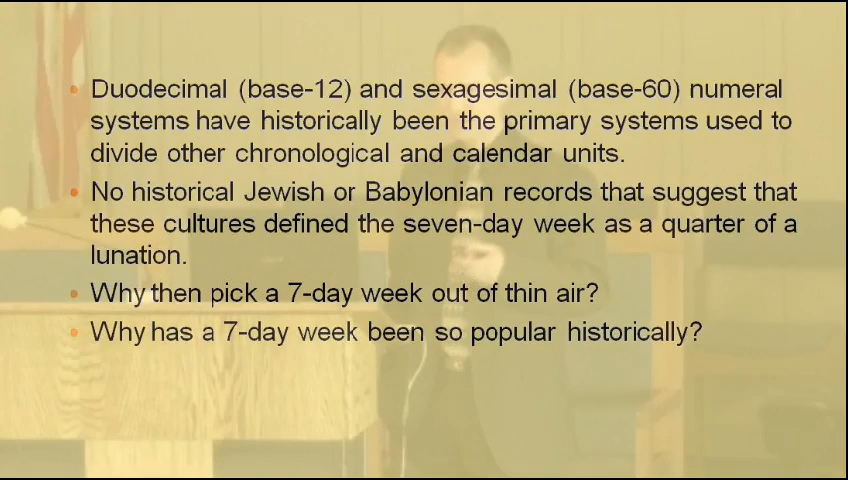 • Duodecimal (base-12) and sexagesimal (base-60) numeral
systems have historically been the primary systems used to
divide other chronological and calendar units.
• No historical Jewish or Babylonian records that suggest that
these cultures defined the seven-day week as a quarter of a
lunation.
• Why then pick a 7-day week out of thin air?
• Why has a 7-day week been so popular historically?